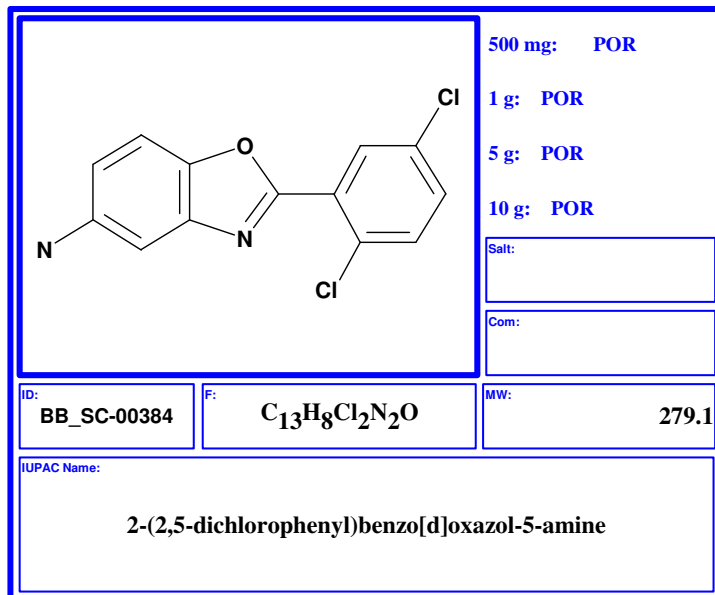 500 mg: POR
1 g: POR
5 g: POR
10 g: POR
Cl
O
N
N
Cl
Salt:
Com:
ID:
BB_SC-00384
F:
C13H8Cl2N2O
MW:
279.1
IUPAC Name:
2-(2,5-dichlorophenyl)benzo[d]oxazol-5-amine